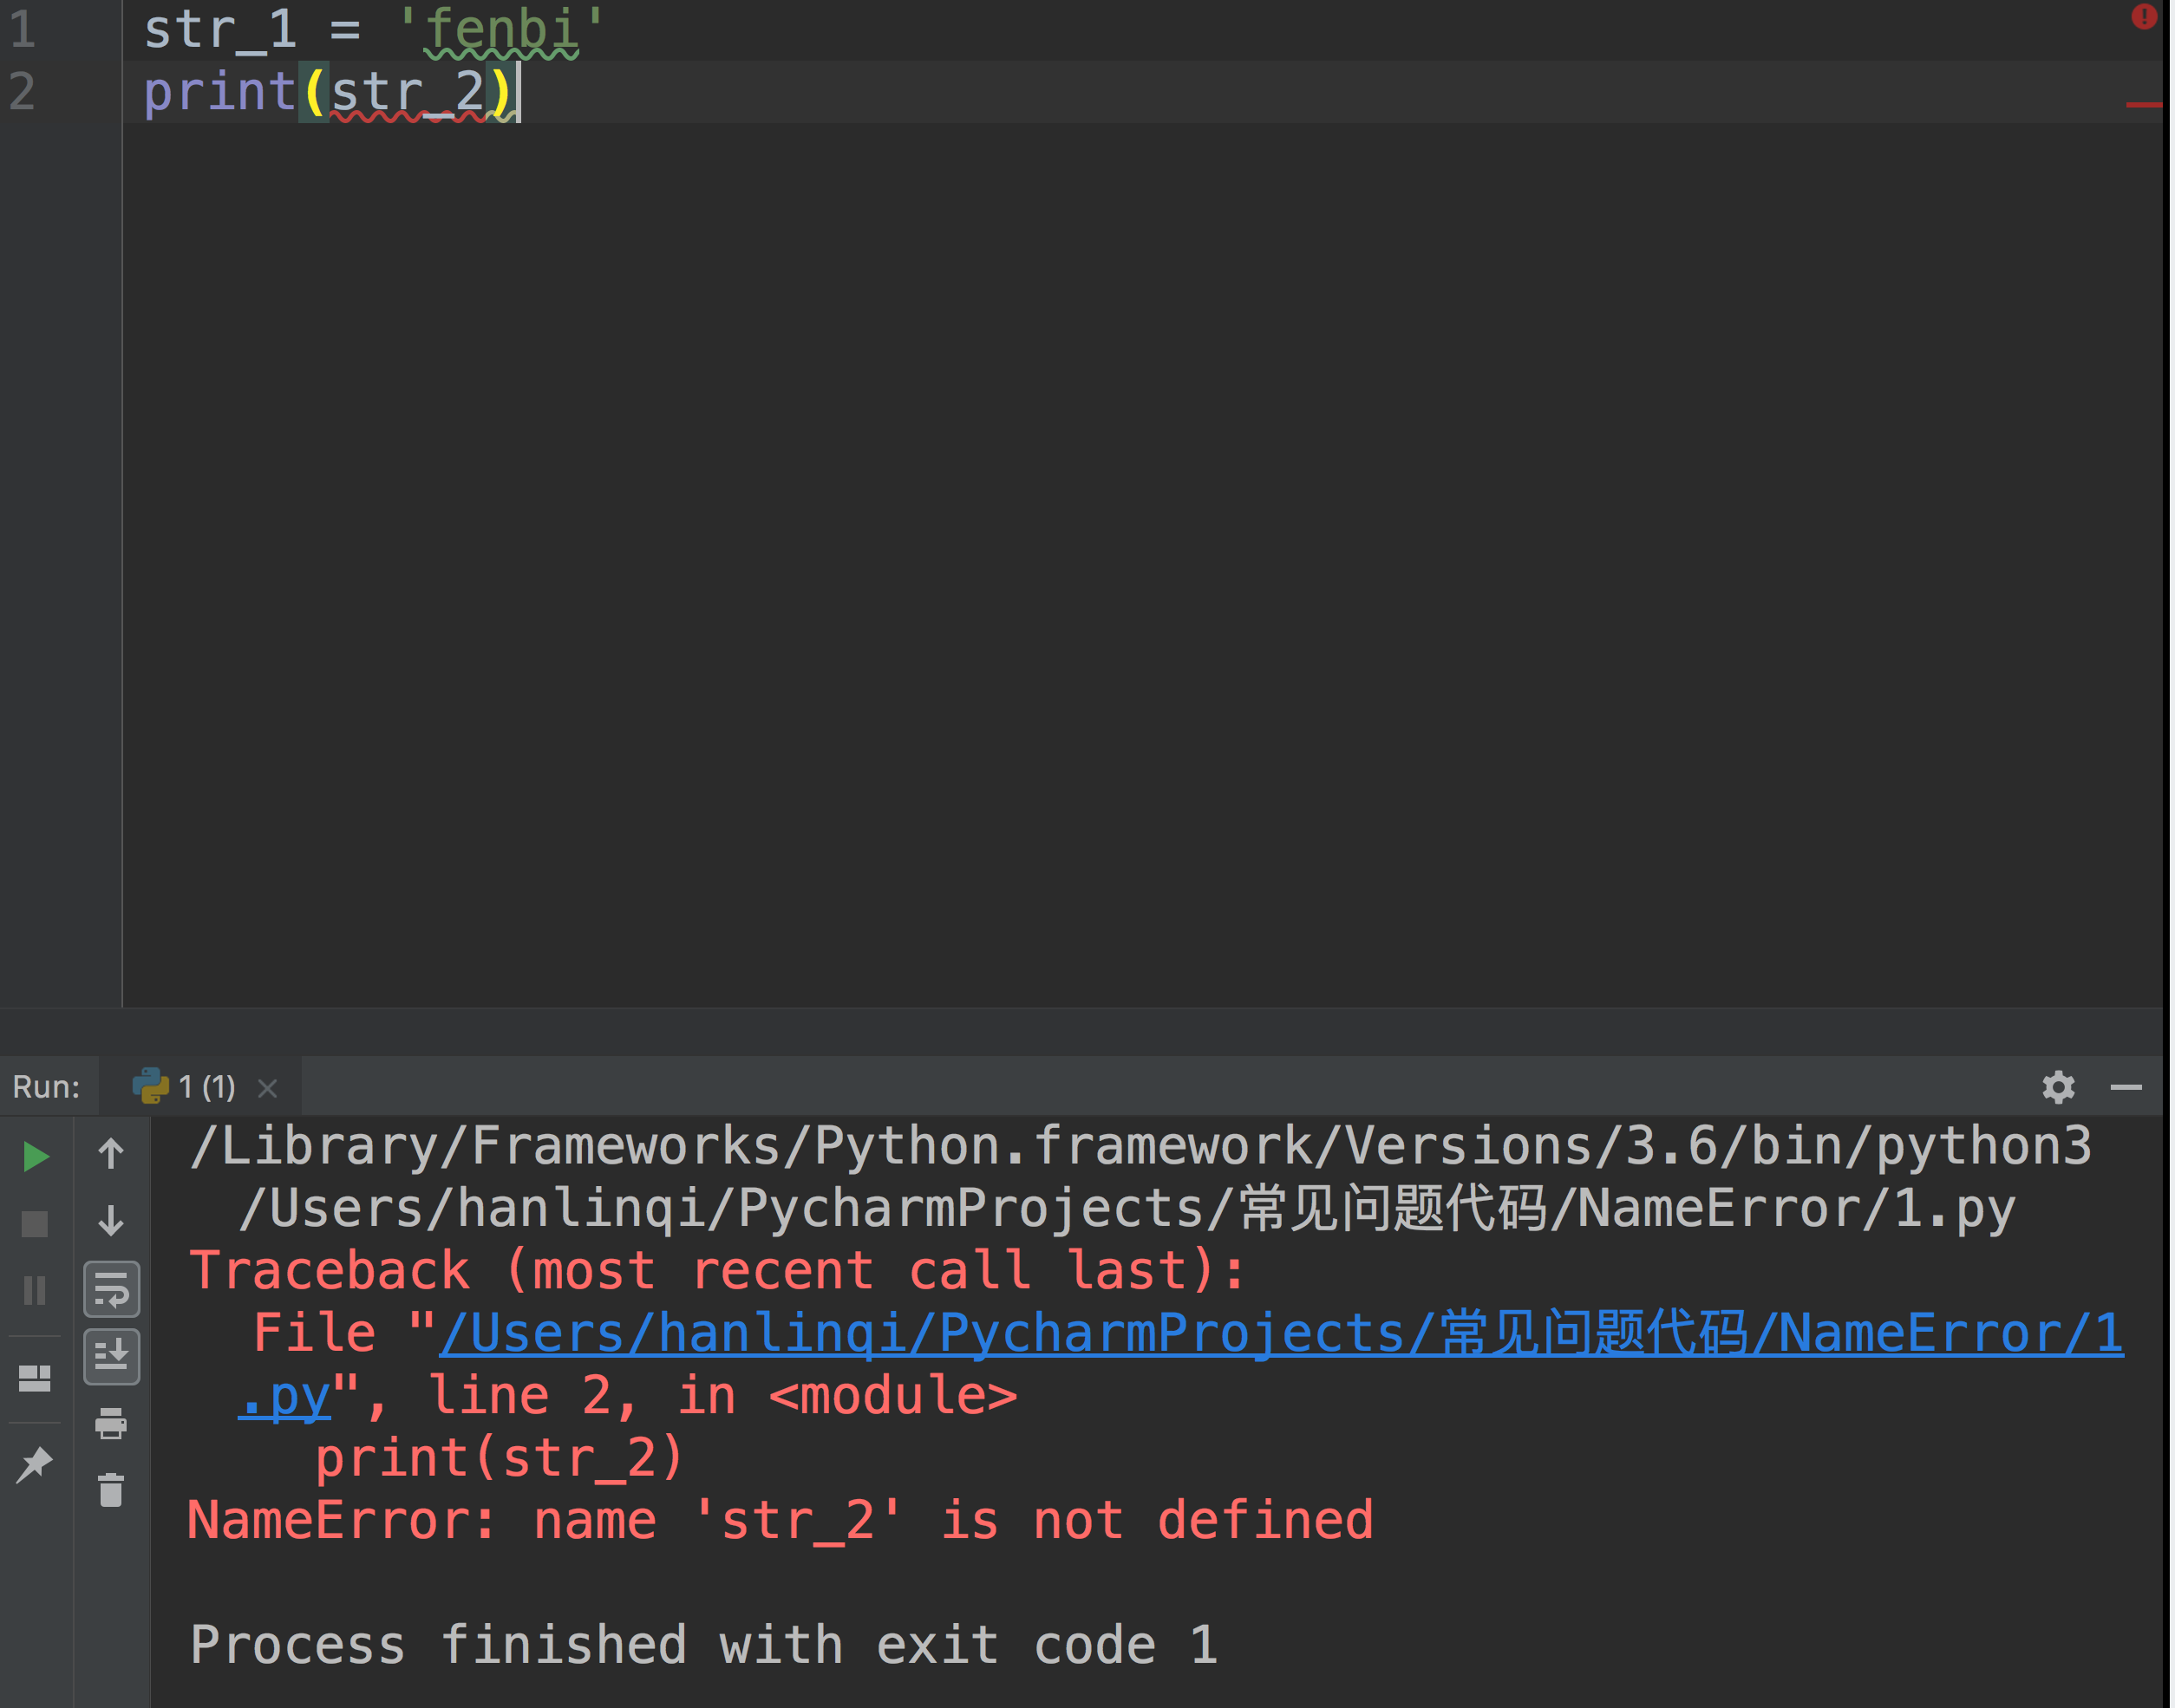 1 str_1 = 'fenbi'
2 print(str_2)
Run: 1 (1)
/Library/Frameworks/Python.framework/Versions/3.6/bin/python3
/Users/hanlinqi/PycharmProjects/常见问题代码/NameError/1.py
Traceback (most recent call last):
File "/Users/hanlinqi/PycharmProjects/常见问题代码/NameError/1
.py", line 2, in <module>
print(str_2)
NameError: name 'str_2' is not defined
Process finished with exit code 1